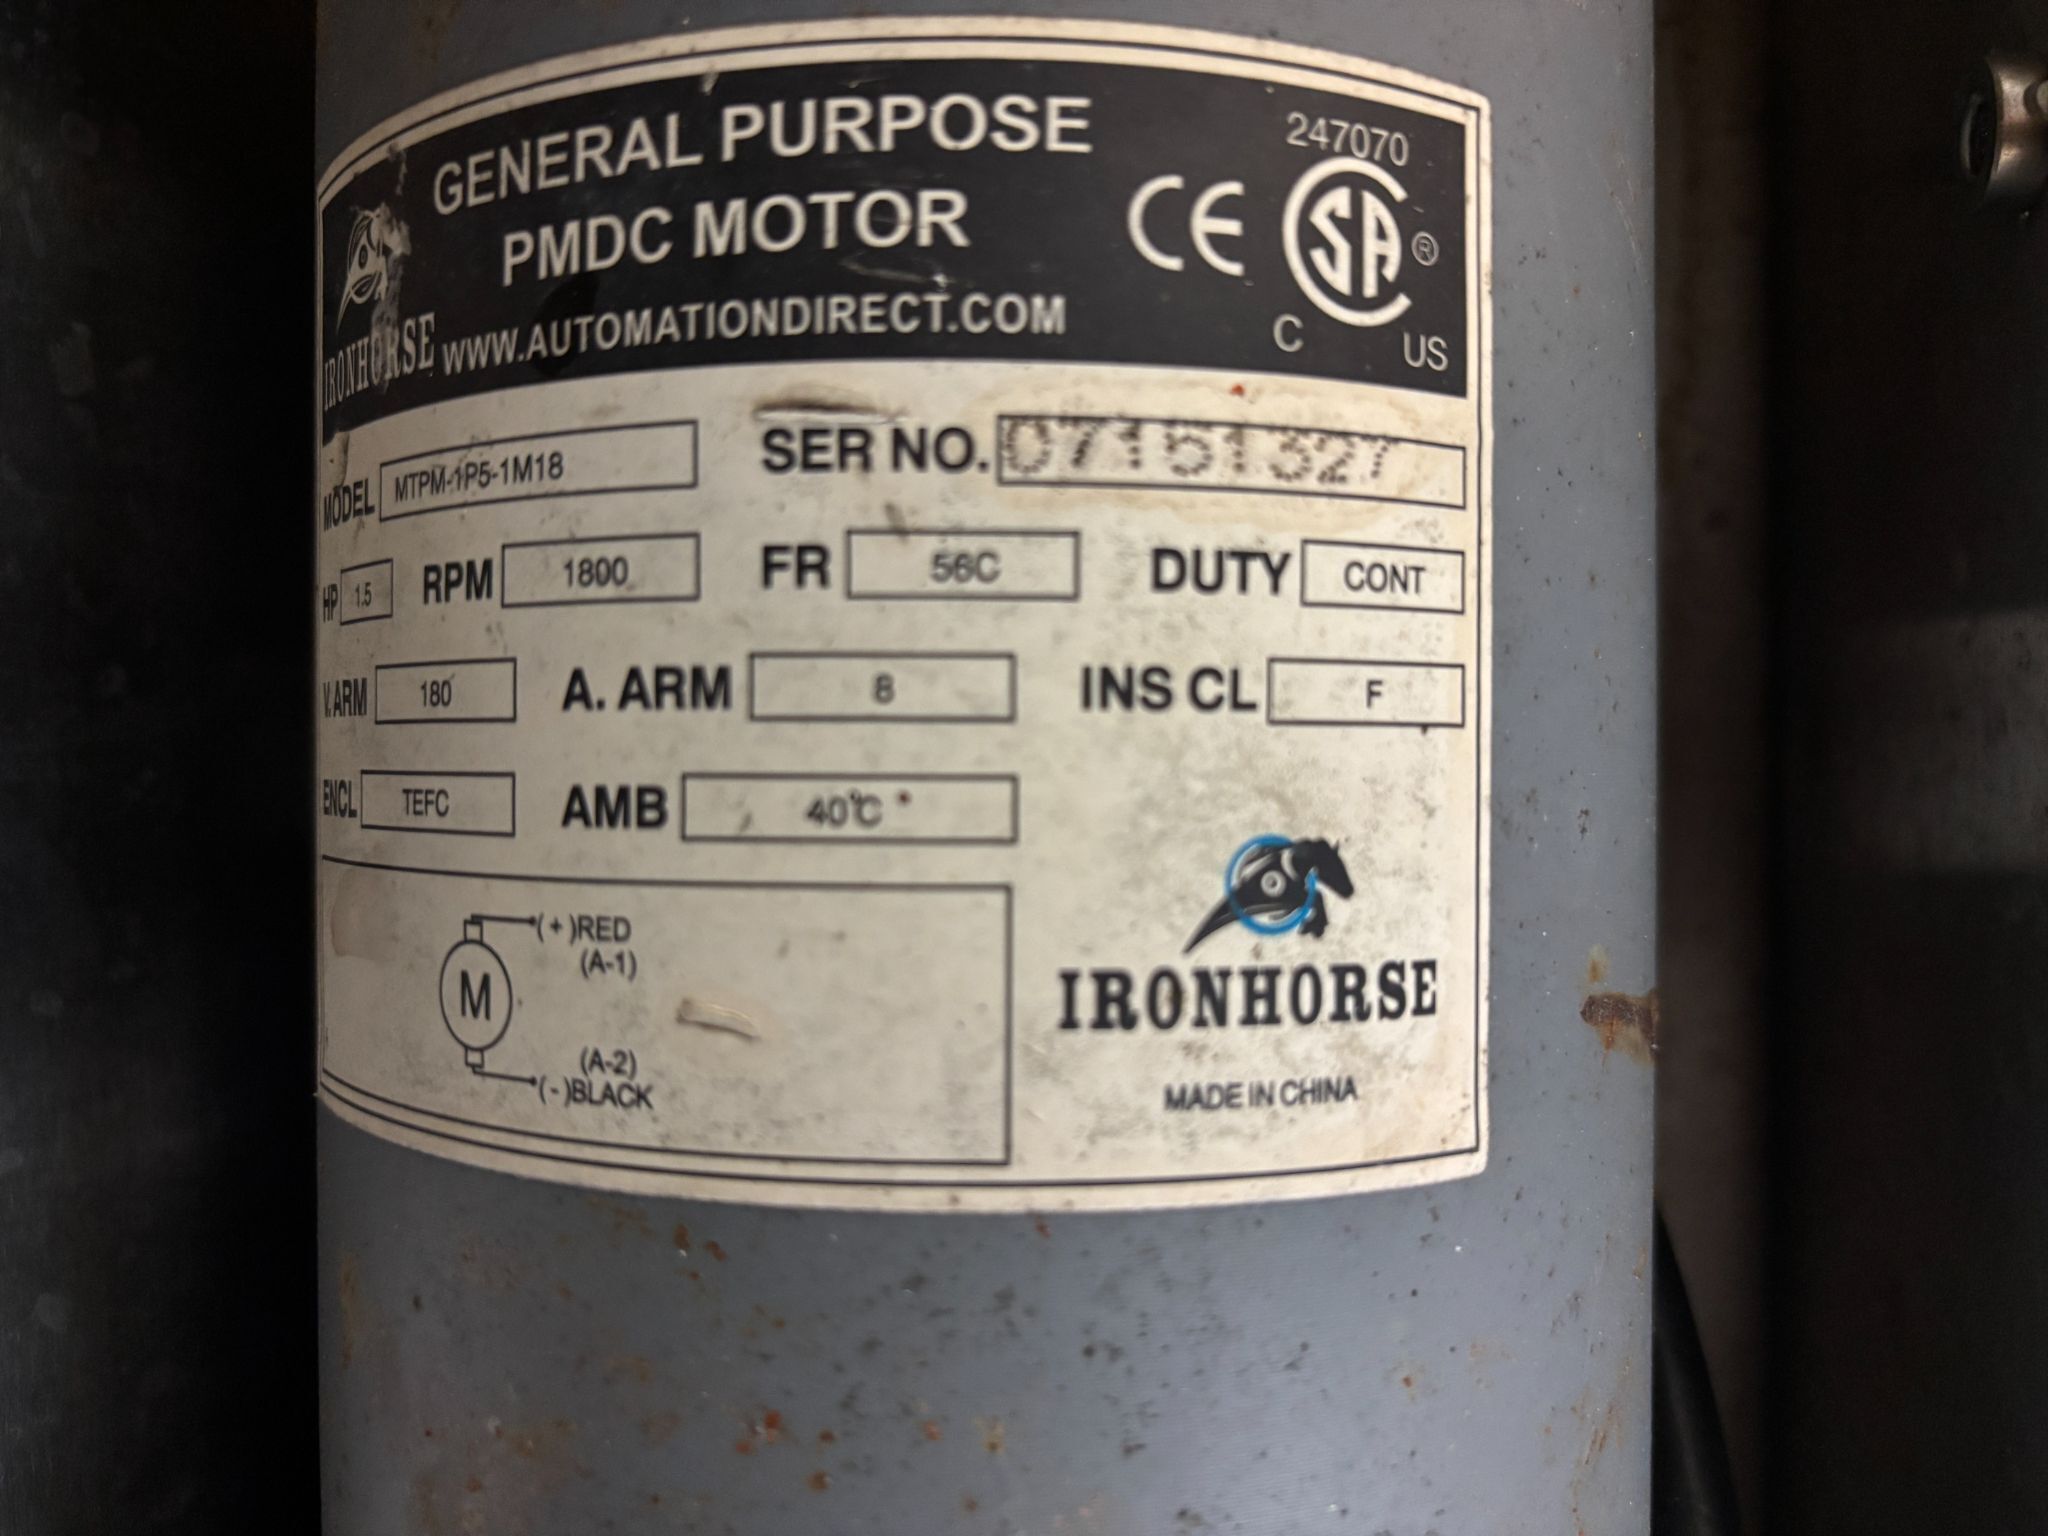 GENERAL PURPOSE
PMDC MOTOR
WWW.AUTOMATIONDIRECT.COM
IRONHORSE
247070
CE
SA ®
C US
MODEL MTPM-1P5-1M18 SER NO. 07151327
HP 1.5 RPM 1800 FR 56C DUTY CONT
V. ARM 180 A. ARM 8 INS CL F
ENCL TEFC AMB 40°C
M
(+)RED
(A-1)
(A-2)
(-)BLACK
IRONHORSE
MADE IN CHINA